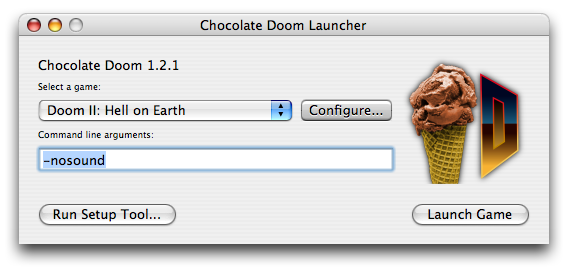 Chocolate Doom Launcher
Chocolate Doom 1.2.1
Select a game:
Doom II: Hell on Earth
Configure...
Command line arguments:
-nosound
Run Setup Tool...
Launch Game